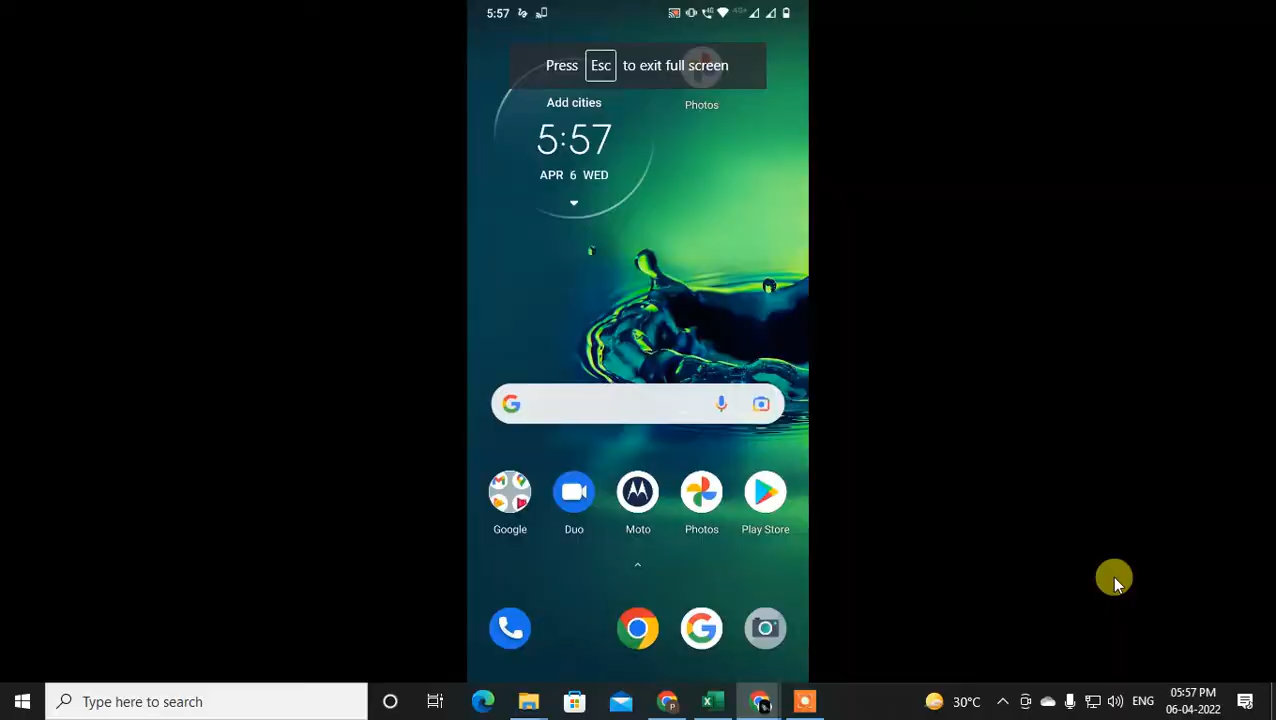 5:57
Press Esc to exit full screen
Add cities
Photos
5:57
APR 6 WED
Google Duo Moto Photos Play Store
Type here to search
30°C
ENG
05:57 PM
06-04-2022